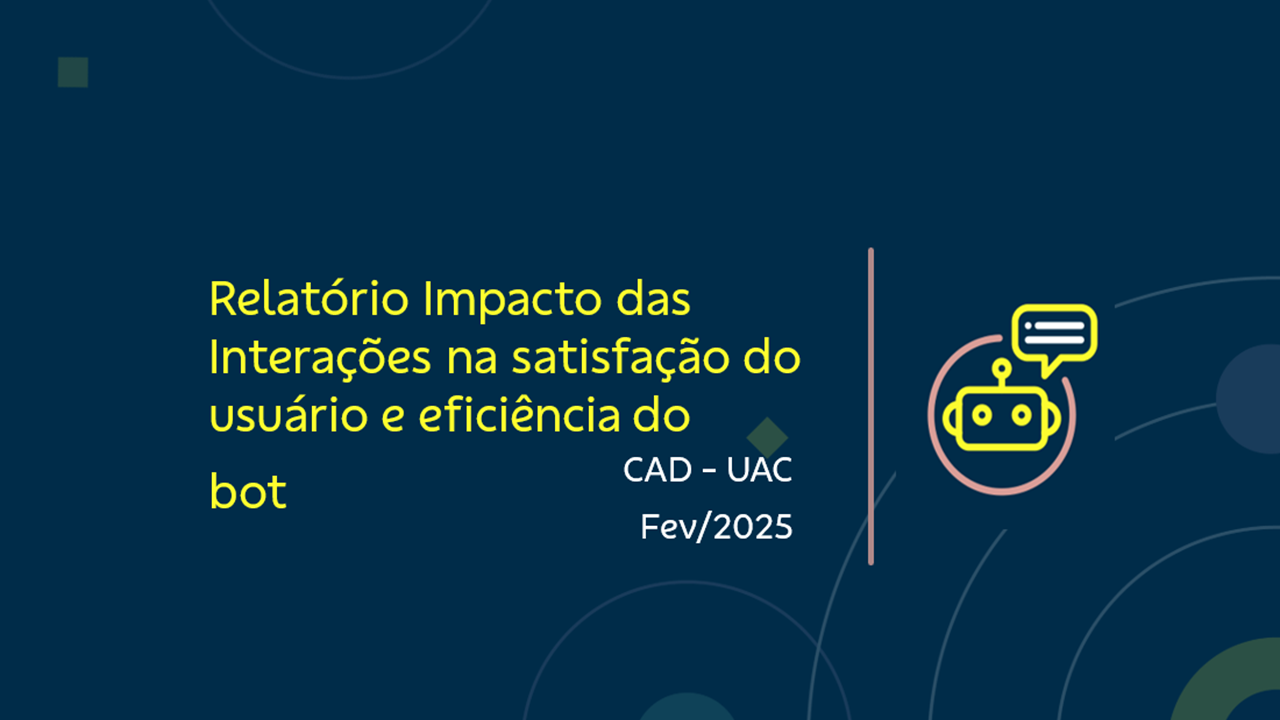 Relatório Impacto das
Interações na satisfação do
usuário e eficiência do
bot
CAD – UAC
Fev/2025